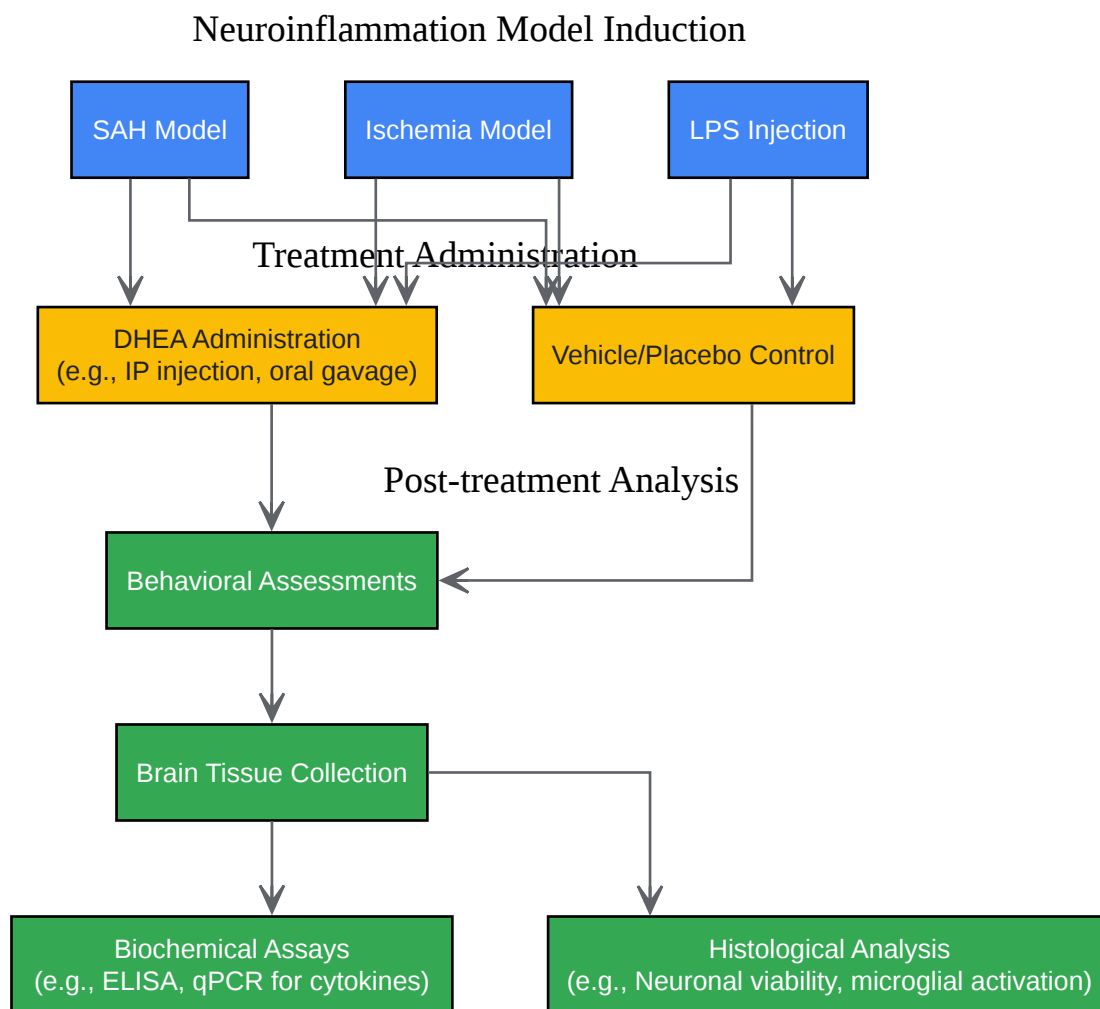 Neuroinflammation Model Induction
SAH Model
Ischemia Model
LPS Injection
Treatment Administration
DHEA Administration
(e.g., IP injection, oral gavage)
Vehicle/Placebo Control
Post-treatment Analysis
Behavioral Assessments
Brain Tissue Collection
Biochemical Assays
(e.g., ELISA, qPCR for cytokines)
Histological Analysis
(e.g., Neuronal viability, microglial activation)